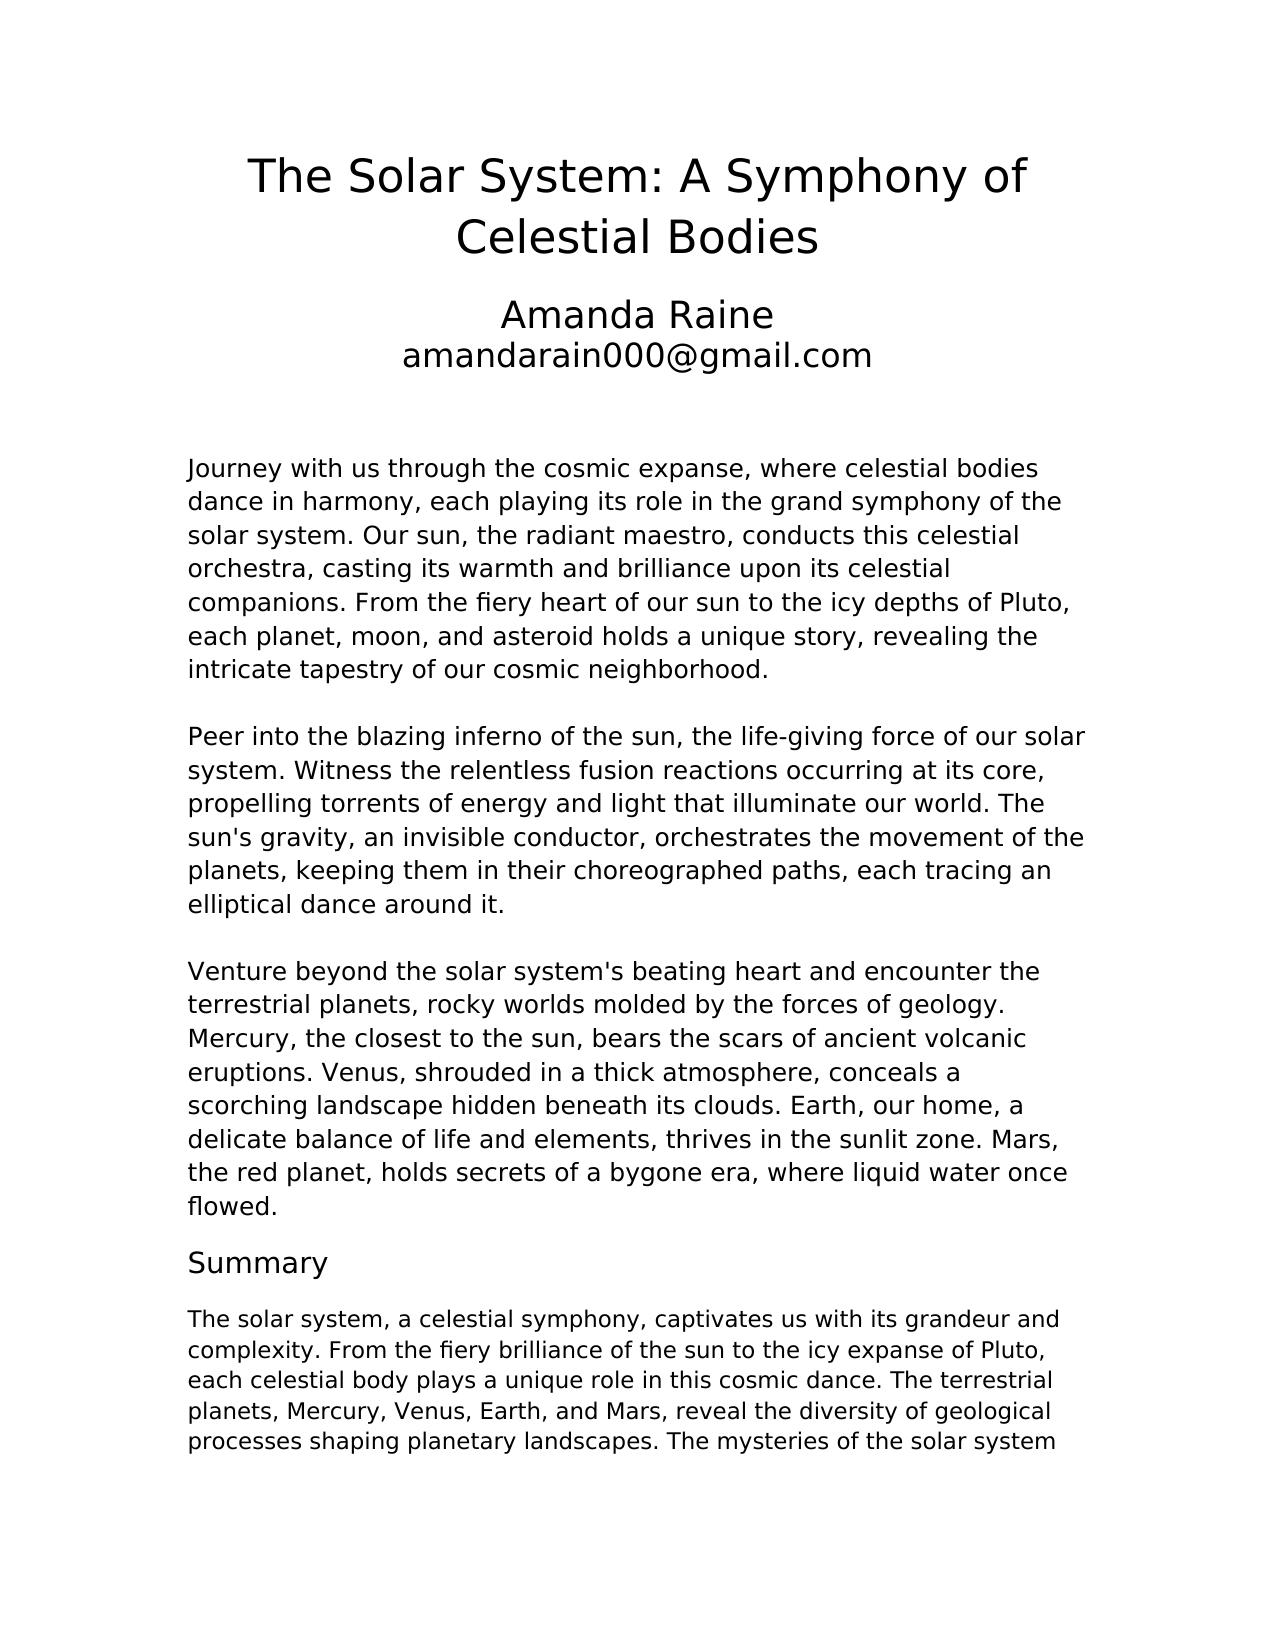 The Solar System: A Symphony of
Celestial Bodies
Amanda Raine
amandarain000@gmail.com
Journey with us through the cosmic expanse, where celestial bodies
dance in harmony, each playing its role in the grand symphony of the
solar system. Our sun, the radiant maestro, conducts this celestial
orchestra, casting its warmth and brilliance upon its celestial
companions. From the fiery heart of our sun to the icy depths of Pluto,
each planet, moon, and asteroid holds a unique story, revealing the
intricate tapestry of our cosmic neighborhood.
Peer into the blazing inferno of the sun, the life-giving force of our solar
system. Witness the relentless fusion reactions occurring at its core,
propelling torrents of energy and light that illuminate our world. The
sun's gravity, an invisible conductor, orchestrates the movement of the
planets, keeping them in their choreographed paths, each tracing an
elliptical dance around it.
Venture beyond the solar system's beating heart and encounter the
terrestrial planets, rocky worlds molded by the forces of geology.
Mercury, the closest to the sun, bears the scars of ancient volcanic
eruptions. Venus, shrouded in a thick atmosphere, conceals a
scorching landscape hidden beneath its clouds. Earth, our home, a
delicate balance of life and elements, thrives in the sunlit zone. Mars,
the red planet, holds secrets of a bygone era, where liquid water once
flowed.
Summary
The solar system, a celestial symphony, captivates us with its grandeur and
complexity. From the fiery brilliance of the sun to the icy expanse of Pluto,
each celestial body plays a unique role in this cosmic dance. The terrestrial
planets, Mercury, Venus, Earth, and Mars, reveal the diversity of geological
processes shaping planetary landscapes. The mysteries of the solar system